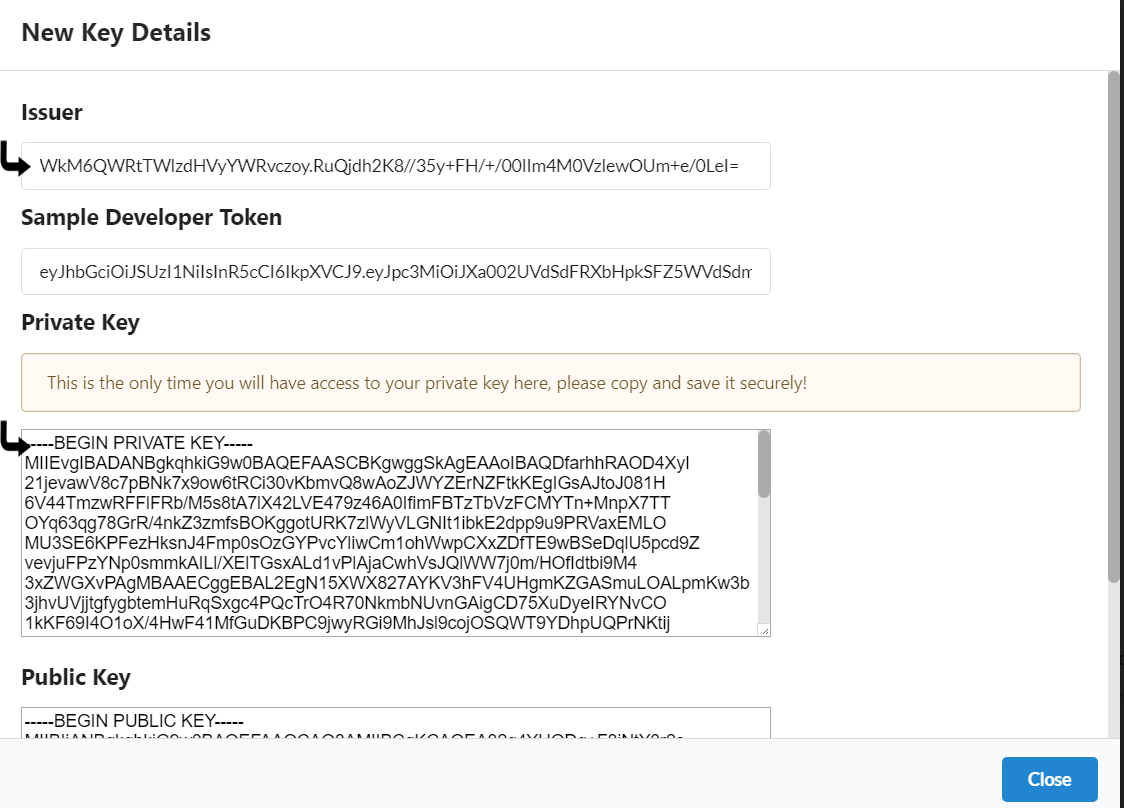 New Key Details
Issuer
WkM6QWRtTWlzdHVyYWRvczoy.RuQjdh2K8//35y+FH/+/00IIm4M0VzlewOUm+e/0LeI=
Sample Developer Token
eyJhbGciOiJSUzI1NiIsInR5cCI6IkpXVCJ9.eyJpc3MiOiJXa002UVdSdFRXbHpkSFZ5WVdSdm
Private Key
This is the only time you will have access to your private key here, please copy and save it securely!
-----BEGIN PRIVATE KEY-----
MIIEvgIBADANBgkqhkiG9w0BAQEFAASCBKgwggSkAgEAAoIBAQDfarhhRAOD4XyI
21jevawV8c7pBNk7x9ow6tRCi30vKbmvQ8wAoZJWYZErNZFtkKEgIGsAJtoJ081H
6V44TmzwRFFlFRb/M5s8tA7lX42LVE479z46A0lfimFBTzTbVzFCMYTn+MnpX7TT
OYq63qg78GrR/4nkZ3zmfsBOKggotURK7zlWyVLGNIt1ibkE2dpp9u9PRVaxEMLO
MU3SE6KPFezHksnJ4Fmp0sOzGYPvcYliwCm1ohWwpCXxZDfTE9wBSeDqlU5pcd9Z
vevjuFPzYNp0smmkAILl/XElTGsxALd1vPlAjaCwhVsJQlWW7j0m/HOfIdtbi9M4
3xZWGXvPAgMBAAECggEBAL2EgN15XWX827AYKV3hFV4UHgmKZGASmuLOALpmKw3b
3jhvUVjjtgfygbtemHuRqSxgc4PQcTrO4R70NkmbNUvnGAigCD75XuDyeIRYNvCO
1kKF69I4O1oX/4HwF41MfGuDKBPC9jwyRGi9MhJsl9cojOSQWT9YDhpUQPrNKtij
Public Key
-----BEGIN PUBLIC KEY-----
Close